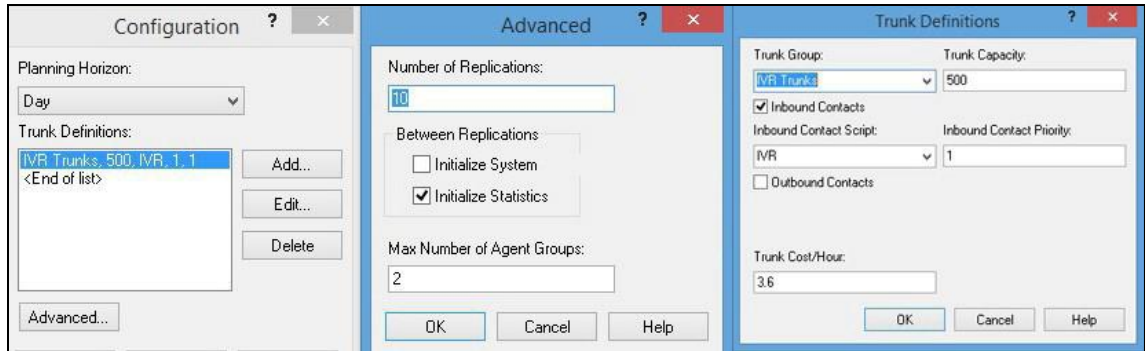 Configuration ? ×
Planning Horizon:
Day
Trunk Definitions:
IVR Trunks, 500, IVR, 1, 1
<End of list>
Add...
Edit...
Delete
Advanced...
Advanced ? ×
Number of Replications:
10
Between Replications
Initialize System
Initialize Statistics
Max Number of Agent Groups:
2
OK Cancel Help
Trunk Definitions ? ×
Trunk Group: Trunk Capacity:
IVR Trunks 500
Inbound Contacts
Inbound Contact Script: Inbound Contact Priority:
IVR 1
Outbound Contacts
Trunk Cost/Hour:
3.6
OK Cancel Help